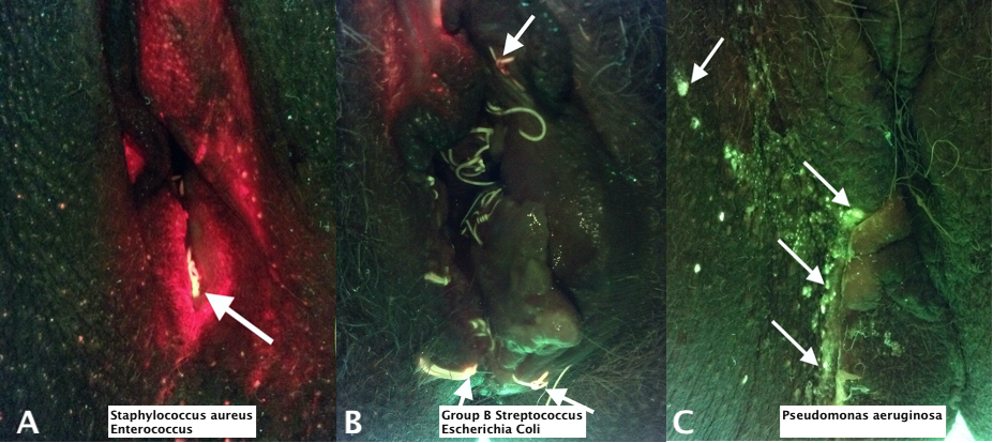 A
Staphylococcus aureus
Enterococcus
B
Group B Streptococcus
Escherichia Coli
C
Pseudomonas aeruginosa